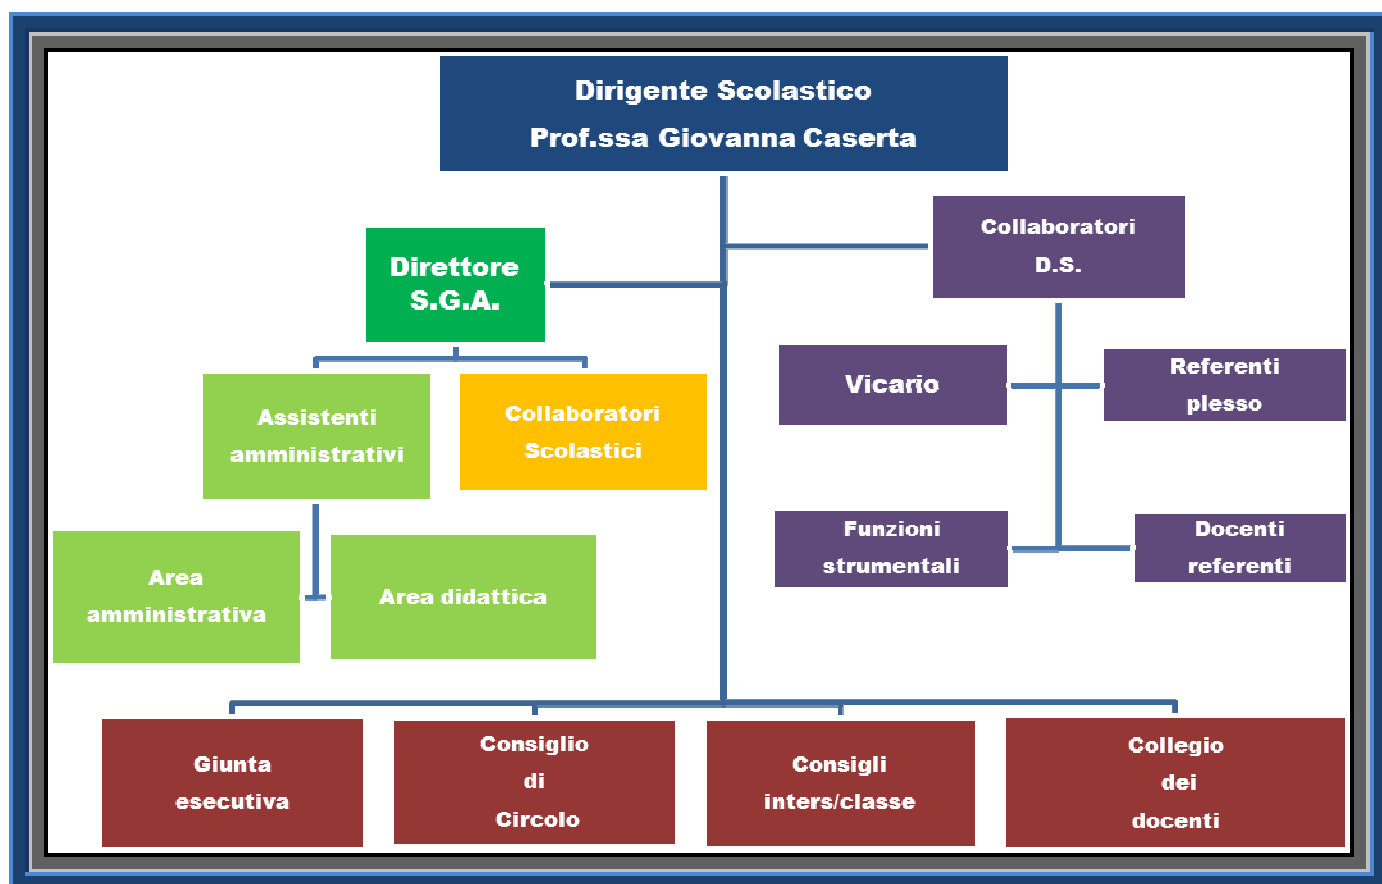 Dirigente Scolastico
Prof.ssa Giovanna Caserta
Collaboratori
D.S.
Direttore
S.G.A.
Vicario
Referenti
plesso
Assistenti
amministrativi
Collaboratori
Scolastici
Funzioni
strumentali
Docenti
referenti
Area
amministrativa
Area didattica
Giunta
esecutiva
Consiglio
di
Circolo
Consigli
inters/classe
Collegio
dei
docenti